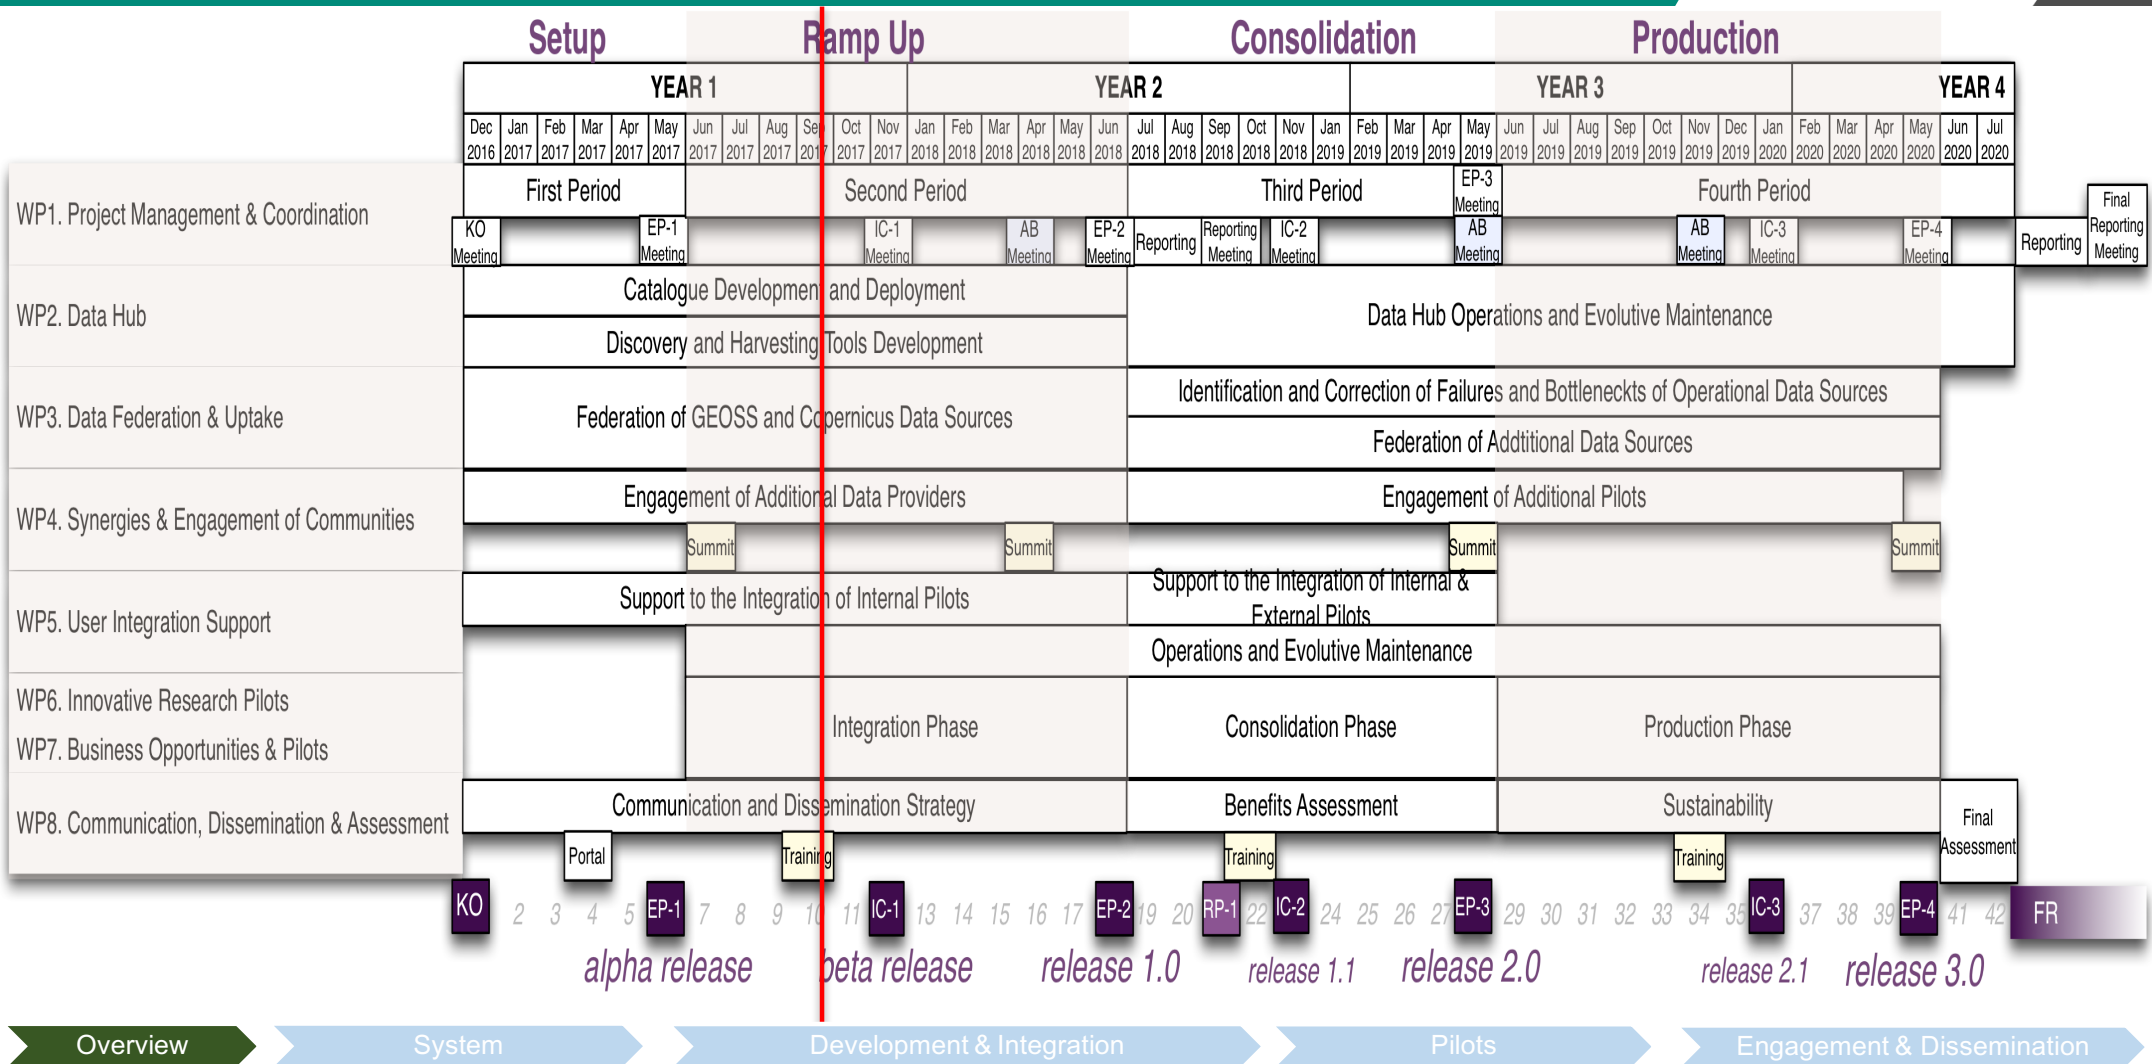 Setup Ramp Up Consolidation Production
YEAR 1 YEAR 2 YEAR 3 YEAR 4
Dec Jan Feb Mar Apr May Jun Jul Aug Sep Oct Nov Jan Feb Mar Apr May Jun Jul Aug Sep Oct Nov Jan Feb Mar Apr May Jun Jul Aug Sep Oct Nov Dec Jan Feb Mar Apr May Jun Jul
2016 2017 2017 2017 2017 2017 2017 2017 2017 2017 2017 2017 2018 2018 2018 2018 2018 2018 2018 2018 2018 2018 2018 2019 2019 2019 2019 2019 2019 2019 2019 2019 2019 2019 2019 2020 2020 2020 2020 2020 2020 2020
WP1. Project Management & Coordination
First Period Second Period Third Period Fourth Period
EP-3
Meeting
KO
Meeting
EP-1
Meeting
IC-1
Meeting
AB
Meeting
EP-2
Meeting
Reporting
Reporting
Meeting
IC-2
Meeting
AB
Meeting
AB
Meeting
IC-3
Meeting
EP-4
Meeting
Reporting
Final
Reporting
Meeting
WP2. Data Hub
Catalogue Development and Deployment
Discovery and Harvesting Tools Development
Data Hub Operations and Evolutive Maintenance
WP3. Data Federation & Uptake
Federation of GEOSS and Copernicus Data Sources
Identification and Correction of Failures and Bottleneckts of Operational Data Sources
Federation of Addtitional Data Sources
WP4. Synergies & Engagement of Communities
Engagement of Additional Data Providers
Engagement of Additional Pilots
Summit Summit Summit Summit
WP5. User Integration Support
Support to the Integration of Internal Pilots
Support to the Integration of Internal &
External Pilots
Operations and Evolutive Maintenance
WP6. Innovative Research Pilots
WP7. Business Opportunities & Pilots
Integration Phase Consolidation Phase Production Phase
WP8. Communication, Dissemination & Assessment
Communication and Dissemination Strategy Benefits Assessment Sustainability
Final
Assessment
Portal Training Training Training
KO 2 3 4 5 EP-1 7 8 9 10 11 IC-1 13 14 15 16 17 EP-2 19 20 RP-1 22 IC-2 24 25 26 27 EP-3 29 30 31 32 33 34 35 IC-3 37 38 39 EP-4 41 42 FR
alpha release beta release release 1.0 release 1.1 release 2.0 release 2.1 release 3.0
Overview System Development & Integration Pilots Engagement & Dissemination